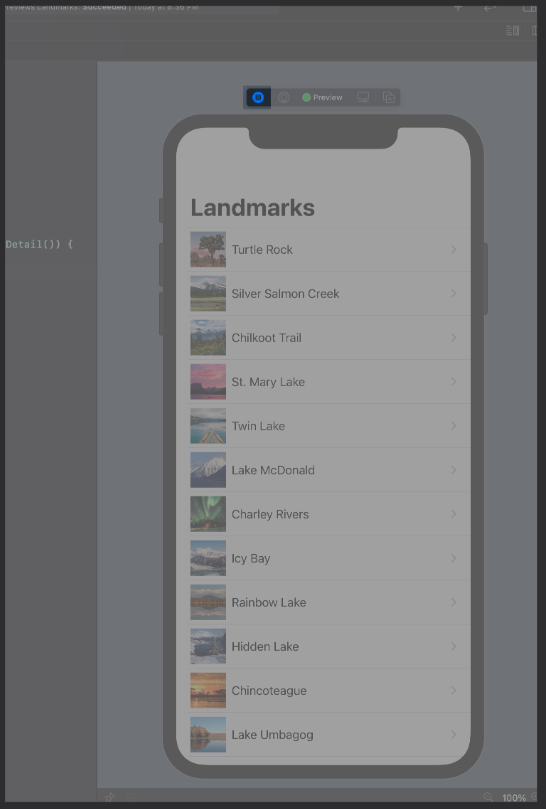 reviews Landmarks: Succeeded | Today at 8:36 PM
Preview
Landmarks
Detail()) {
Turtle Rock
Silver Salmon Creek
Chilkoot Trail
St. Mary Lake
Twin Lake
Lake McDonald
Charley Rivers
Icy Bay
Rainbow Lake
Hidden Lake
Chincoteague
Lake Umbagog
100%